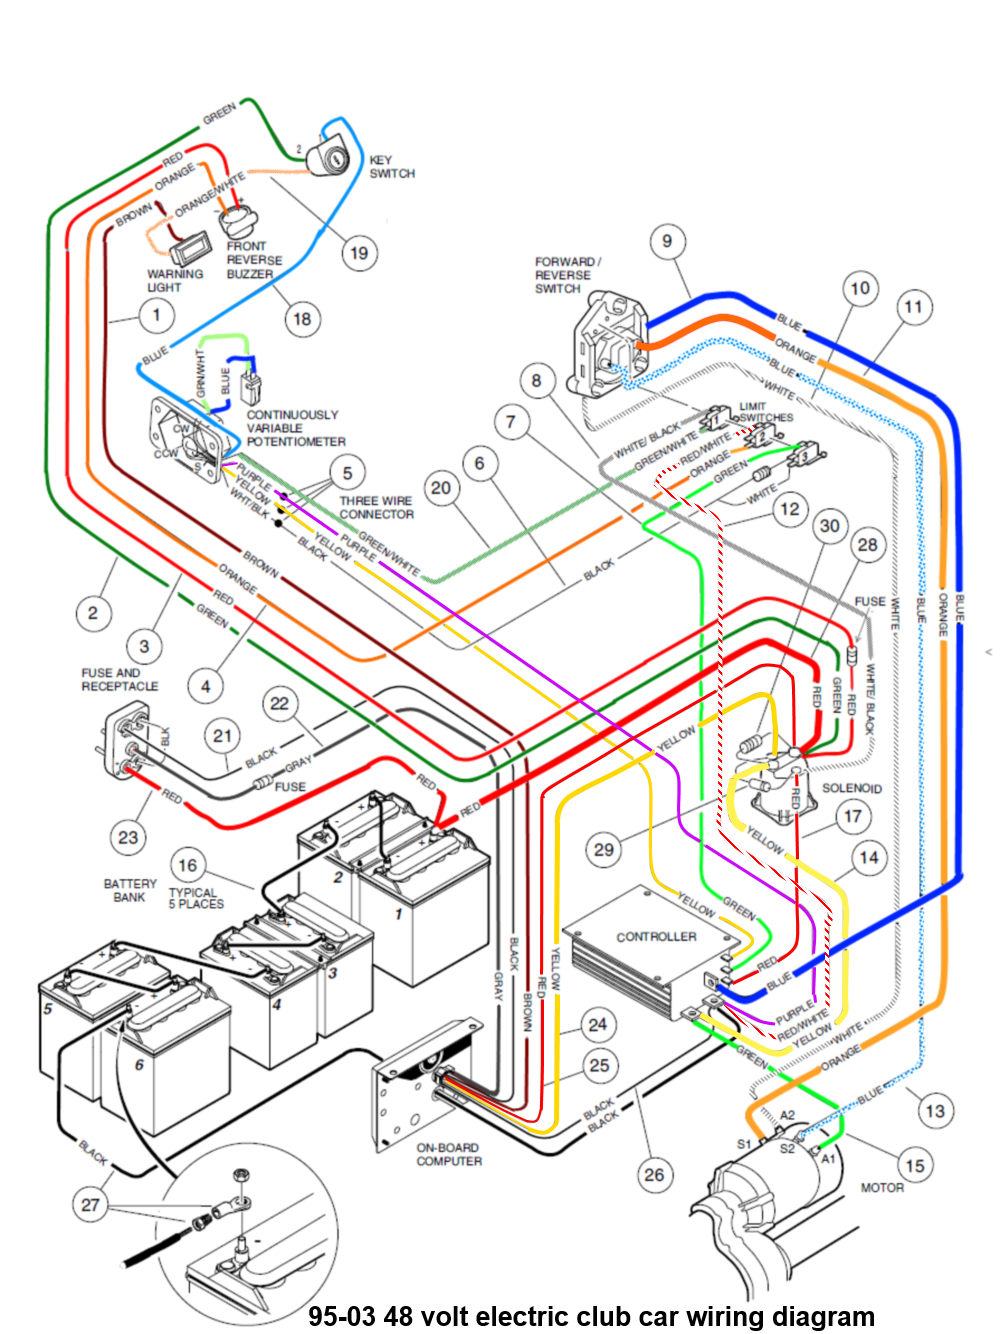 GREEN
2
1
KEY
SWITCH
RED
ORANGE
ORANGE/WHITE
BROWN
-
+
FRONT
REVERSE
BUZZER
WARNING
LIGHT
19
18
1
BLUE
GRN/WHT
BLUE
CONTINUOUSLY
VARIABLE
POTENTIOMETER
CW
CCW
S
PURPLE
YELLOW
WHT/BLK
5
THREE WIRE
CONNECTOR
BLACK
YELLOW
PURPLE
GREEN/WHITE
FORWARD /
REVERSE
SWITCH
9
10
11
BLUE
ORANGE
BLUE
WHITE
8
7
6
20
LIMIT
SWITCHES
1
2
3
WHITE/ BLACK
GREEN/WHITE
RED/WHITE
ORANGE
GREEN
WHITE
12
30
28
FUSE
BLACK
BROWN
ORANGE
RED
GREEN
2
3
4
WHITE
BLUE
ORANGE
BLUE
<
FUSE AND
RECEPTACLE
BLK
21
22
BLACK
GRAY
FUSE
RED
23
RED
RED
YELLOW
RED
GREEN
RED
WHITE/ BLACK
SOLENOID
RED
17
29
YELLOW
14
16
BATTERY
BANK
TYPICAL
5 PLACES
1
2
3
4
5
6
+
-
CONTROLLER
YELLOW
GREEN
RED
BLUE
PURPLE
RED/WHITE
YELLOW
WHITE
GREEN
ORANGE
BLUE
13
BLACK
GRAY
BROWN
RED
YELLOW
24
25
BLACK
BLACK
26
ON-BOARD
COMPUTER
BLACK
27
-
A2
S1
S2
A1
15
MOTOR
95-03 48 volt electric club car wiring diagram